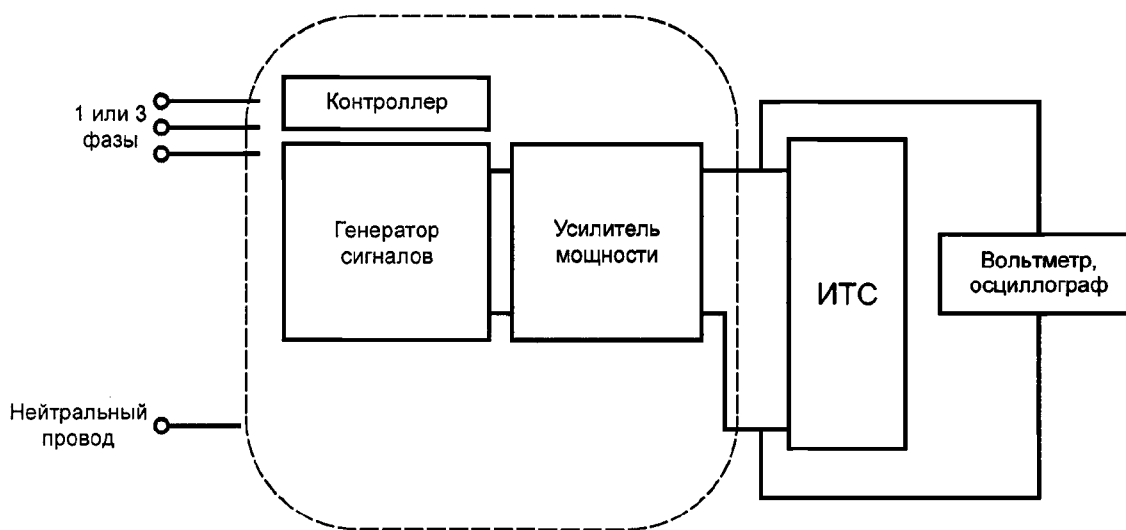 Контроллер
1 или 3
фазы
Генератор
сигналов
Усилитель
мощности
ИТС
Вольтметр,
осциллограф
Нейтральный
провод